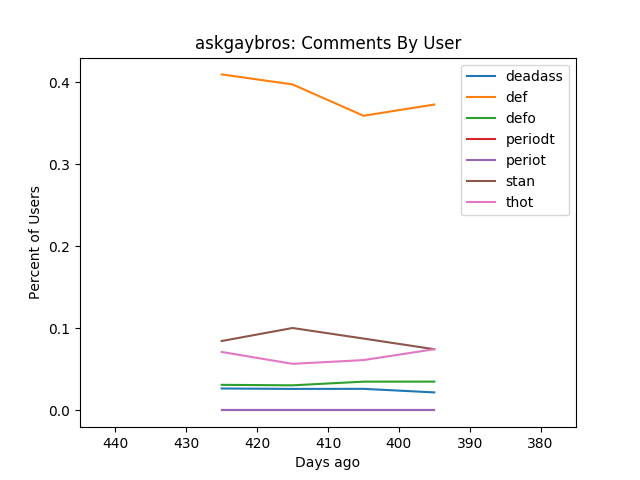 askgaybros: Comments By User
deadass
def
defo
periodt
periot
stan
thot
0.4
0.3
0.2
0.1
0.0
Percent of Users
440 430 420 410 400 390 380
Days ago